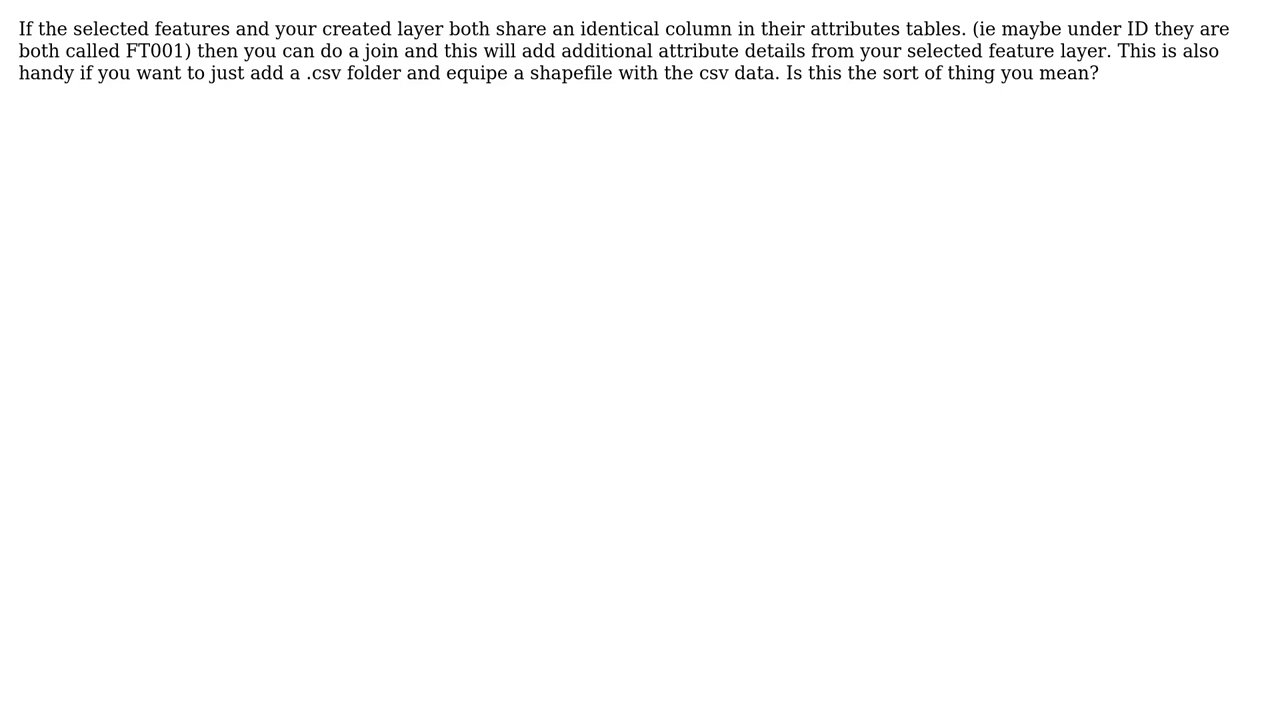 If the selected features and your created layer both share an identical column in their attributes tables. (ie maybe under ID they are
both called FT001) then you can do a join and this will add additional attribute details from your selected feature layer. This is also
handy if you want to just add a .csv folder and equipe a shapefile with the csv data. Is this the sort of thing you mean?